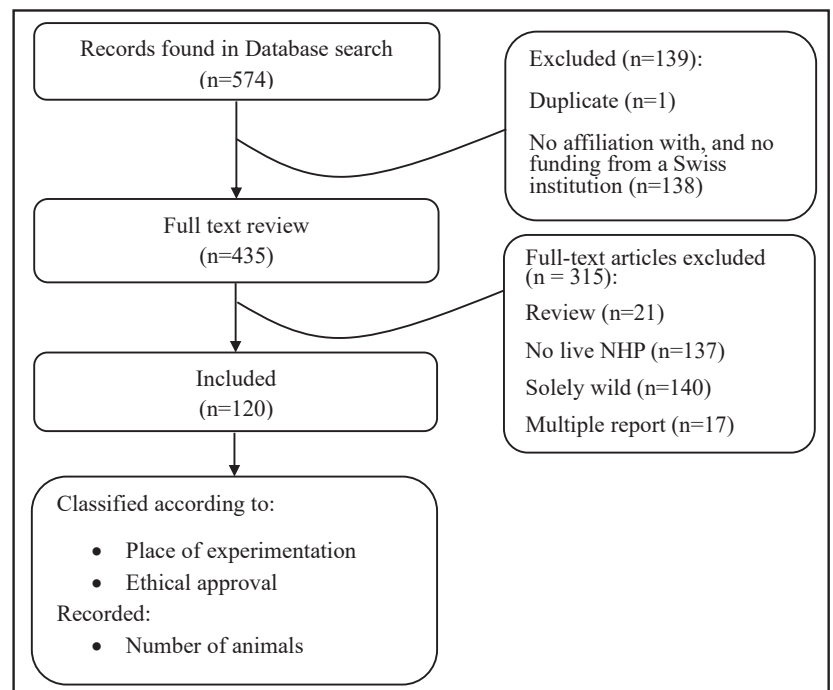 Records found in Database search
(n=574)
Excluded (n=139):
Duplicate (n=1)
No affiliation with, and no
funding from a Swiss
institution (n=138)
Full text review
(n=435)
Full-text articles excluded
(n = 315):
Review (n=21)
No live NHP (n=137)
Solely wild (n=140)
Multiple report (n=17)
Included
(n=120)
Classified according to:
• Place of experimentation
• Ethical approval
Recorded:
• Number of animals